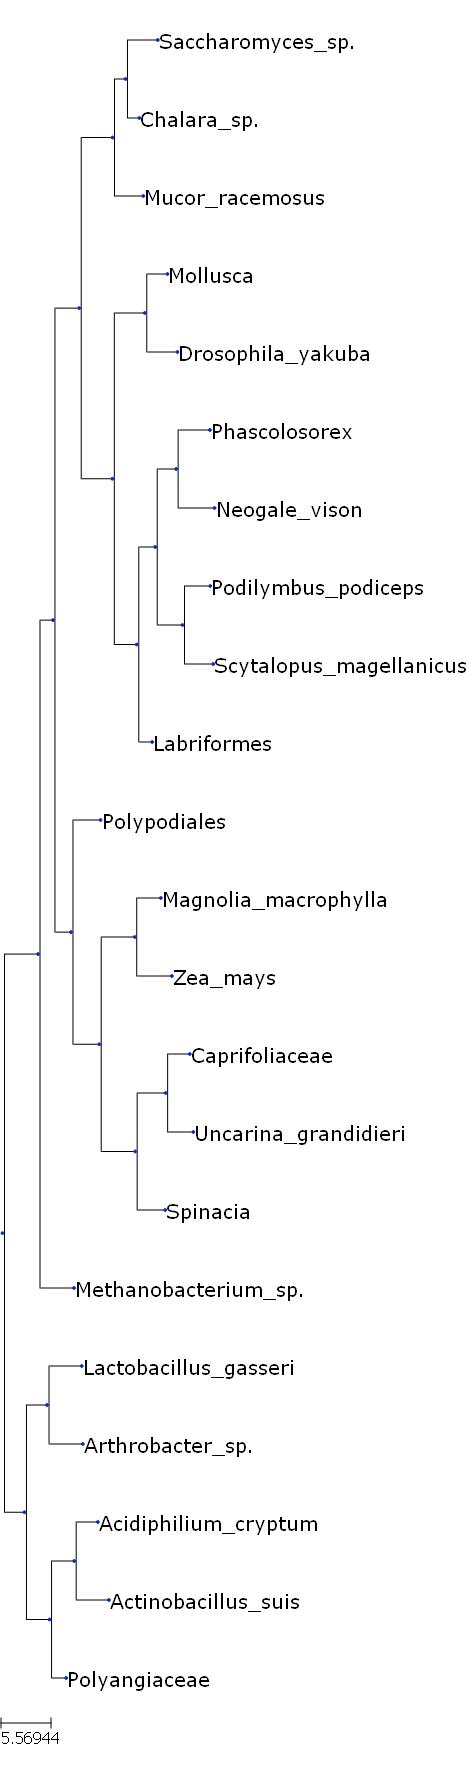 Saccharomyces_sp.
Chalara_sp.
Mucor_racemosus
Mollusca
Drosophila_yakuba
Phascolosorex
Neogale_vison
Podilymbus_podiceps
Scytalopus_magellanicus
Labriformes
Polypodiales
Magnolia_macrophylla
Zea_mays
Caprifoliaceae
Uncarina_grandidieri
Spinacia
Methanobacterium_sp.
Lactobacillus_gasseri
Arthrobacter_sp.
Acidiphilium_cryptum
Actinobacillus_suis
Polyangiaceae
5.56944